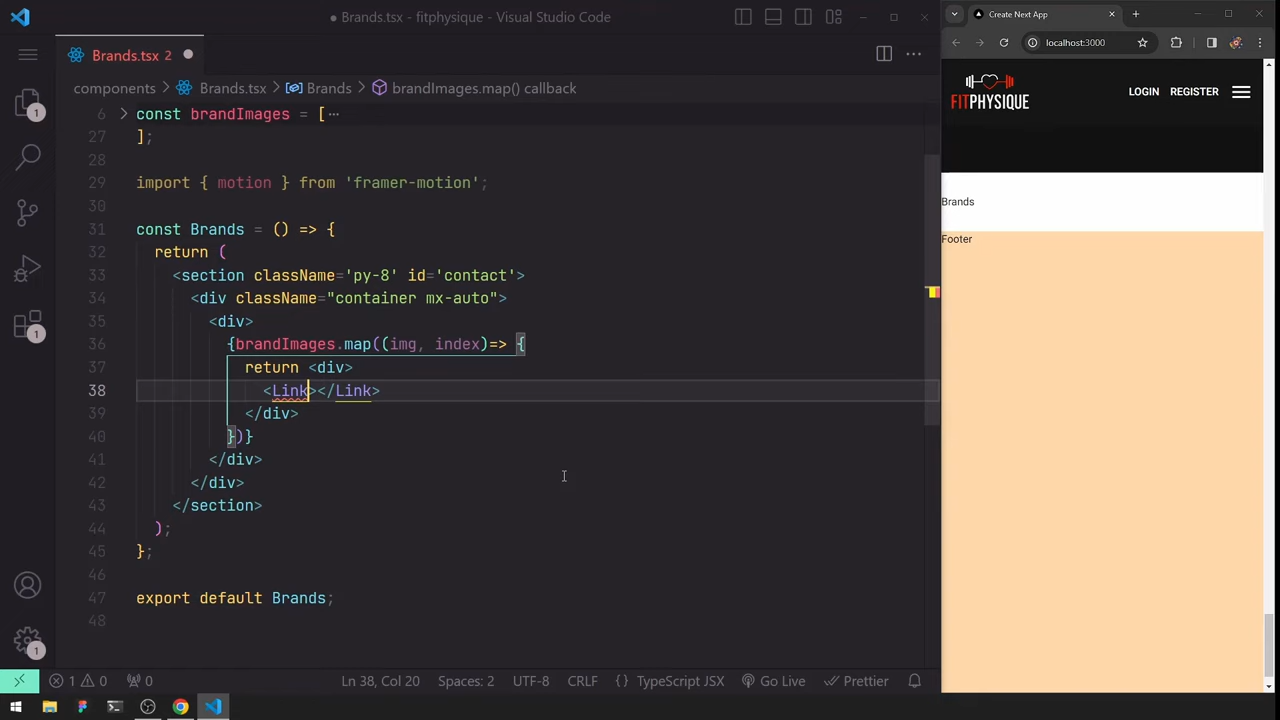 ● Brands.tsx - fitphysique - Visual Studio Code
Brands.tsx 2 ●
components > Brands.tsx > Brands > brandImages.map() callback
6 > const brandImages = [⋯
27 ];
28
29 import { motion } from 'framer-motion';
30
31 const Brands = () => {
32 return (
33 <section className='py-8' id='contact'>
34 <div className="container mx-auto">
35 <div>
36 {brandImages.map((img, index)=> {
37 return <div>
38 <Link></Link>
39 </div>
40 })}
41 </div>
42 </div>
43 </section>
44 );
45 };
46
47 export default Brands;
48
1
1
1
1
1 0 0 Ln 38, Col 20 Spaces: 2 UTF-8 CRLF {} TypeScript JSX Go Live Prettier
Create Next App
localhost:3000
FITPHYSIQUE LOGIN REGISTER
Brands
Footer